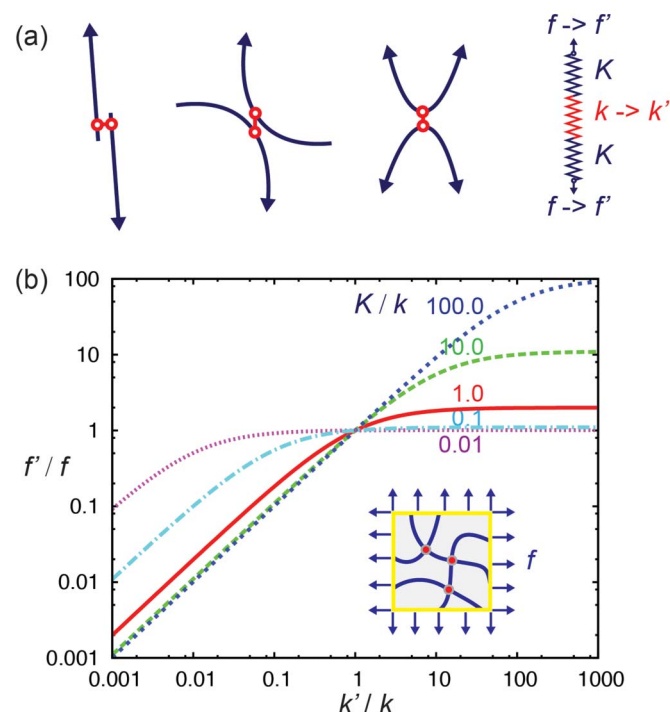 (a)
f -> f'
K
k -> k'
K
f -> f'
(b)
100
K / k 100.0
10
10.0
1.0
1
0.1
0.01
f' / f
0.1
0.01
f
0.001
0.001 0.01 0.1 1 10 100 1000
k' / k